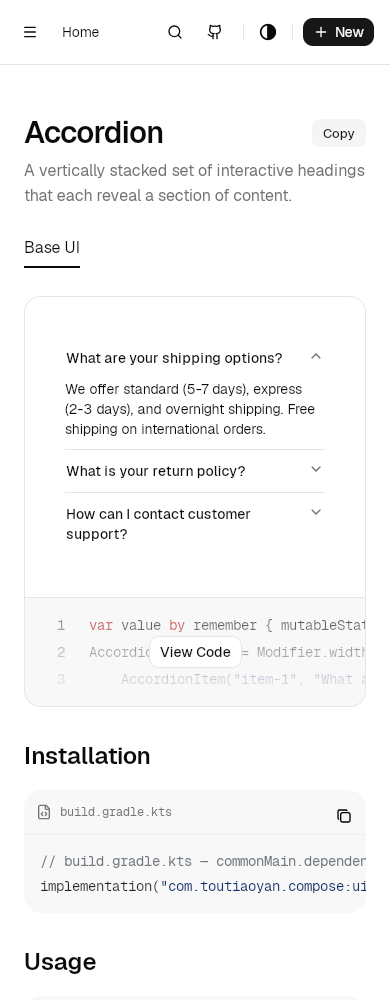 Home
New
Accordion
Copy
A vertically stacked set of interactive headings
that each reveal a section of content.
Base UI
What are your shipping options?
We offer standard (5-7 days), express
(2-3 days), and overnight shipping. Free
shipping on international orders.
What is your return policy?
How can I contact customer
support?
1 var value by remember { mutableStat
2 Accordio = Modifier.width
View Code
3 AccordionItem("item-1", "What a
Installation
build.gradle.kts
// build.gradle.kts — commonMain.dependen
implementation("com.toutiaoyan.compose:ui
Usage